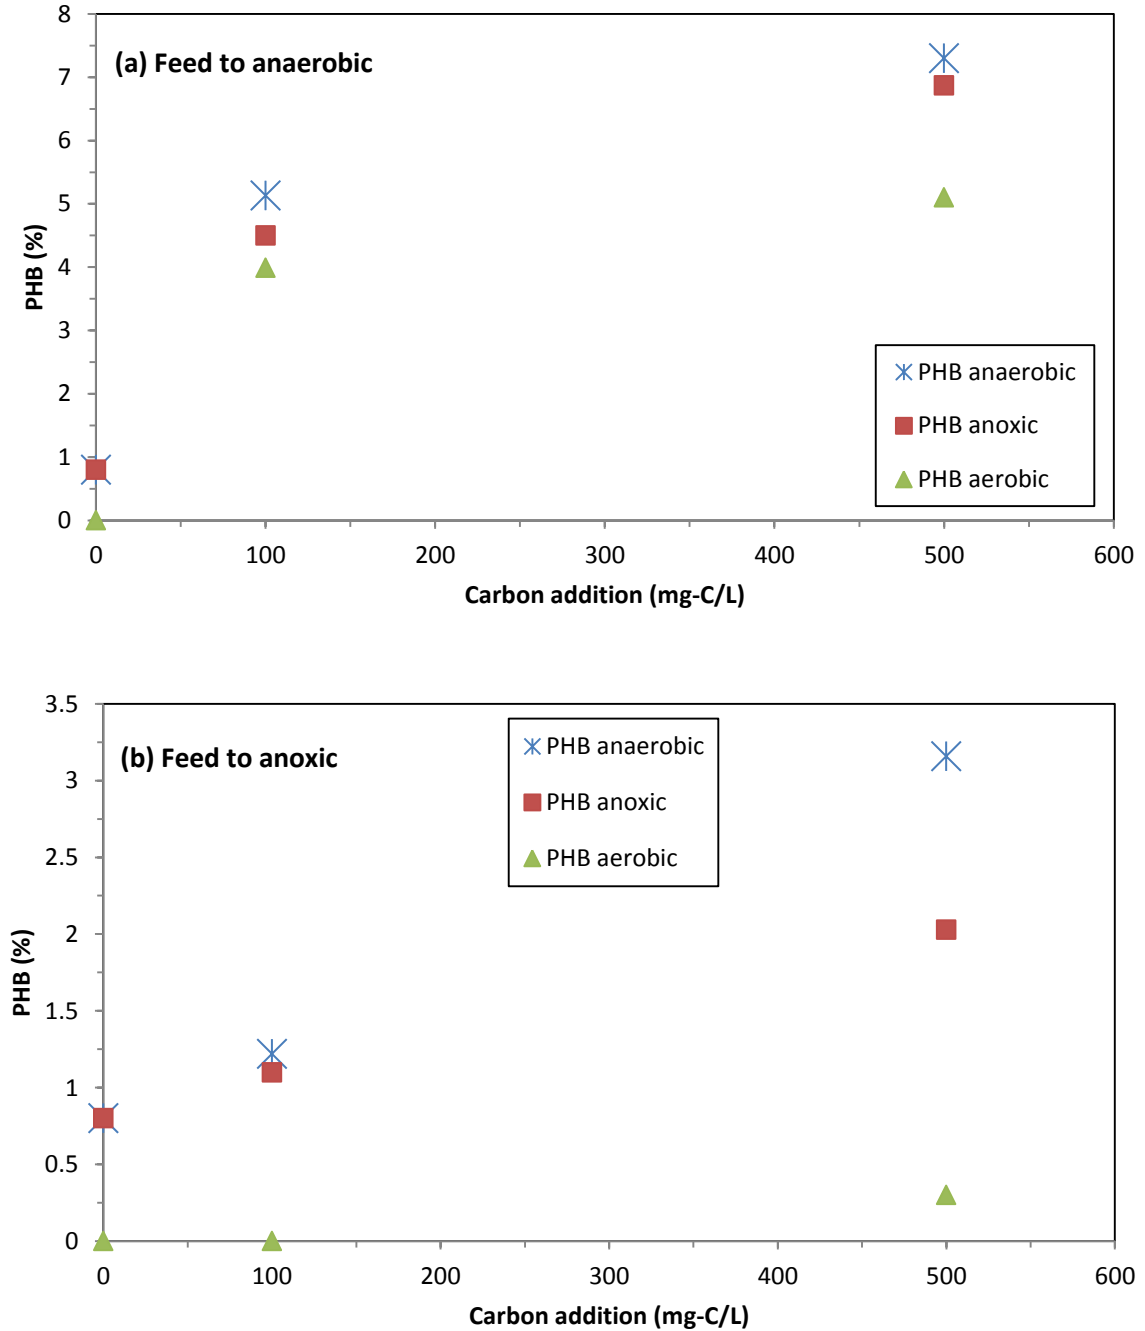 (a) Feed to anaerobic
8
7
6
5
4
3
2
1
0
PHB (%)
PHB anaerobic
PHB anoxic
PHB aerobic
0 100 200 300 400 500 600
Carbon addition (mg-C/L)
3.5
3
2.5
2
1.5
1
0.5
0
PHB (%)
(b) Feed to anoxic
PHB anaerobic
PHB anoxic
PHB aerobic
0 100 200 300 400 500 600
Carbon addition (mg-C/L)